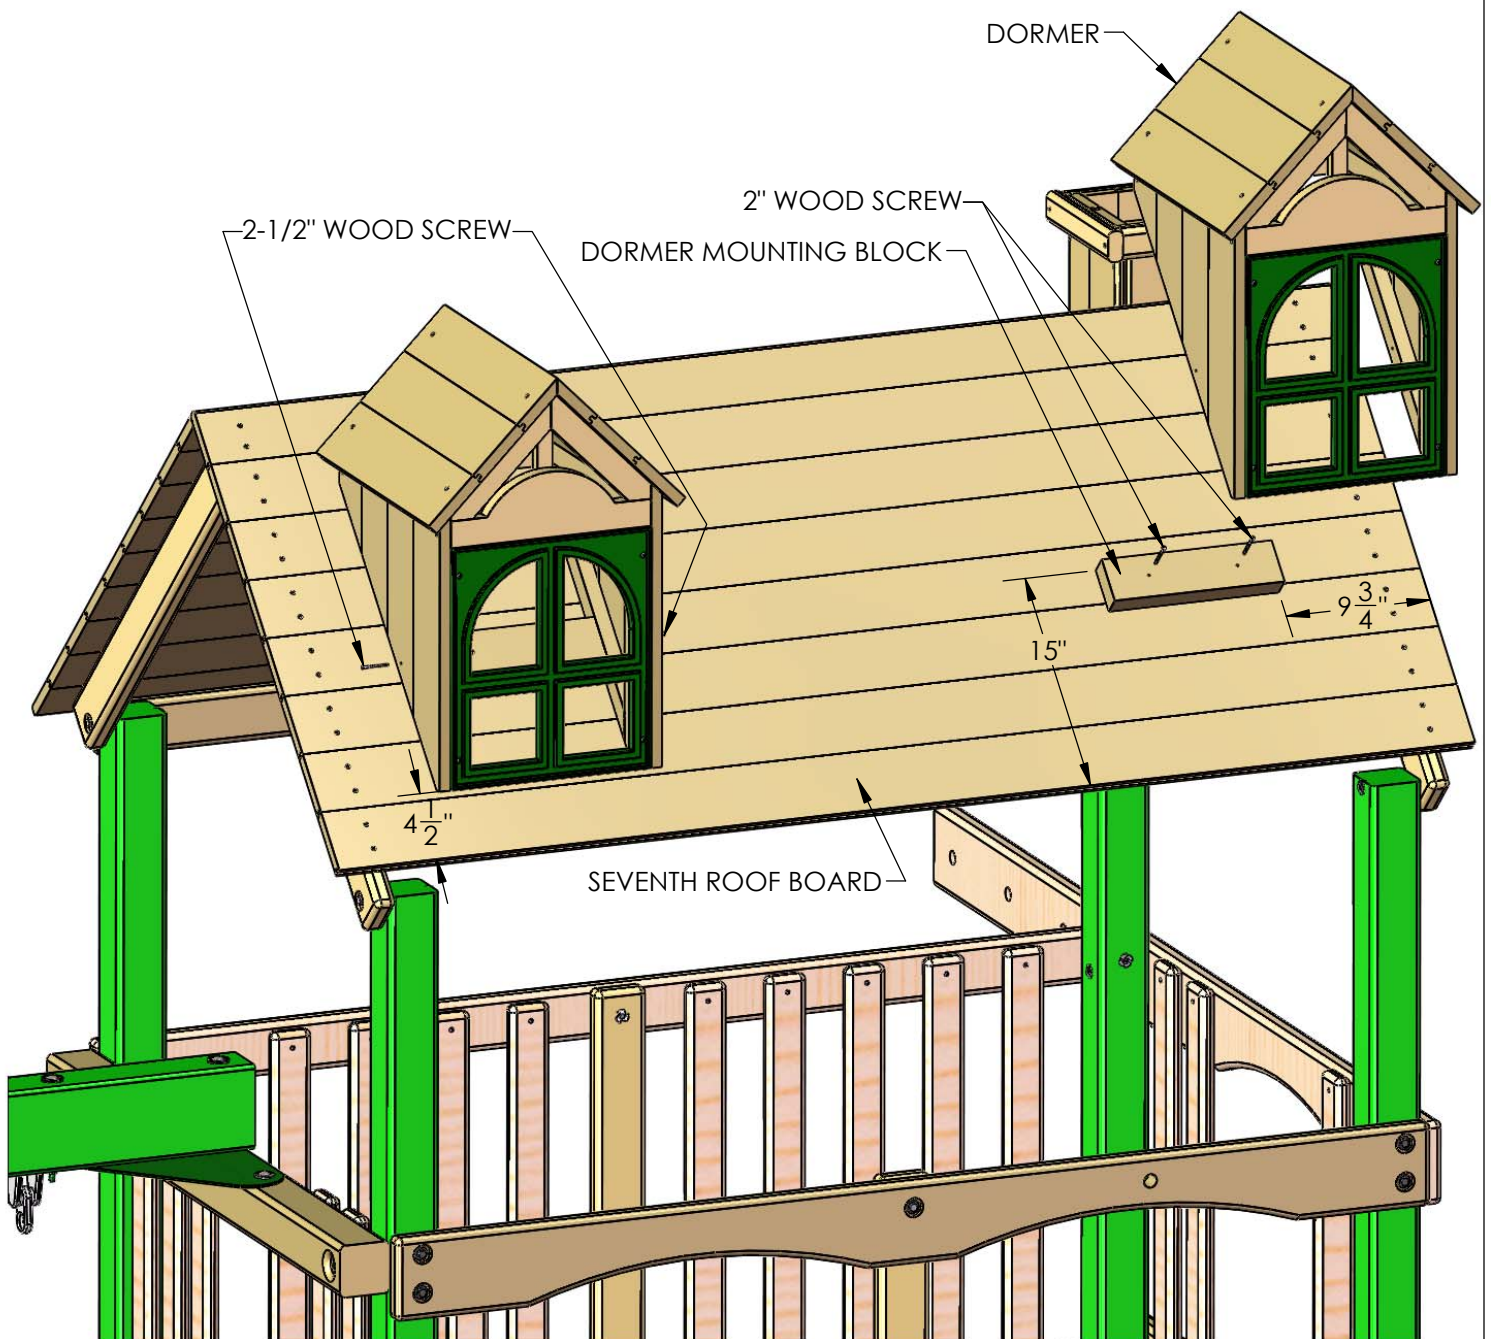 DORMER
2" WOOD SCREW
2-1/2" WOOD SCREW
DORMER MOUNTING BLOCK
9 3/4"
15"
4 1/2"
SEVENTH ROOF BOARD